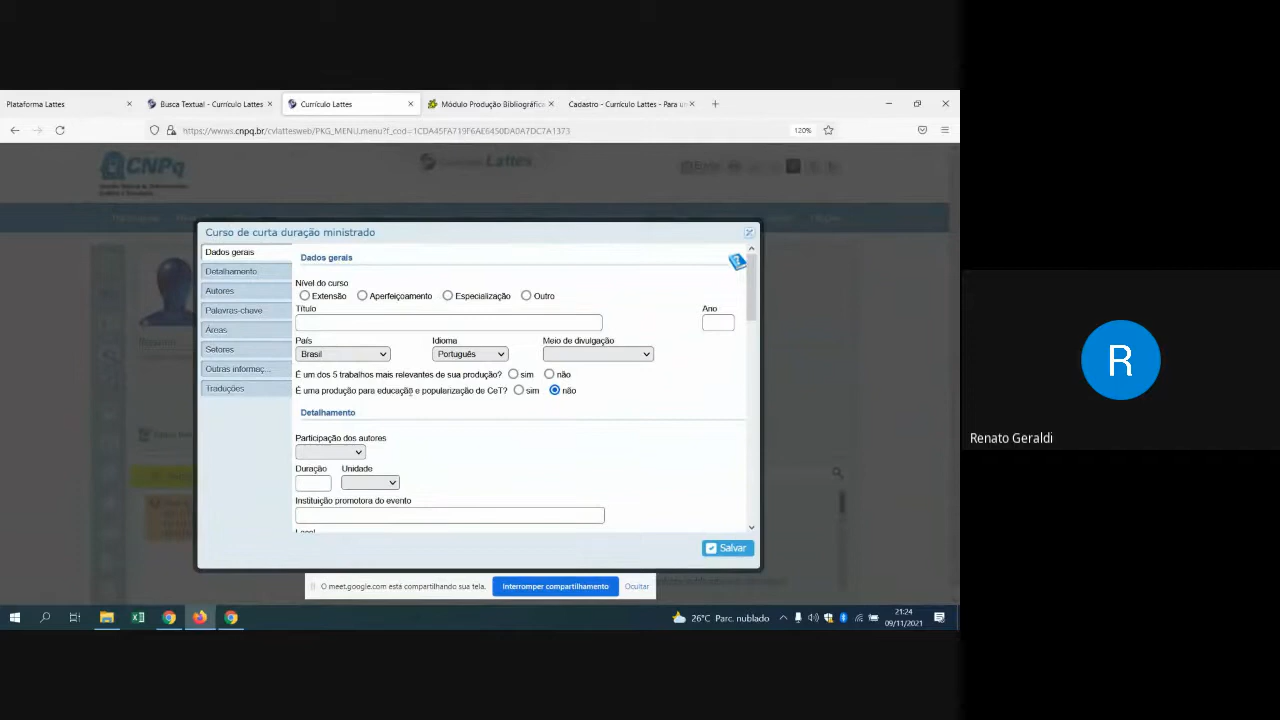 Plataforma Lattes
Busca Textual - Currículo Lattes
Currículo Lattes
Módulo Produção Bibliográfica
Cadastro - Currículo Lattes - Para u
https://wwws.cnpq.br/cvlattesweb/PKG_MENU.menu?f_cod=1CDA45FA719F6AE6450DA0A7DC7A1373
120%
CNPq
Lattes
Curso de curta duração ministrado
Dados gerais
Detalhamento
Autores
Palavras-chave
Áreas
Setores
Outras informaç...
Traduções
Dados gerais
Nível do curso
Extensão Aperfeiçoamento Especialização Outro
Título Ano
País Idioma Meio de divulgação
Brasil Português
É um dos 5 trabalhos mais relevantes de sua produção? sim não
É uma produção para educação e popularização de CeT? sim não
Detalhamento
Participação dos autores
Duração Unidade
Instituição promotora do evento
Salvar
O meet.google.com está compartilhando sua tela. Interromper compartilhamento Ocultar
26°C Parc. nublado
21:24
09/11/2021
R
Renato Geraldi